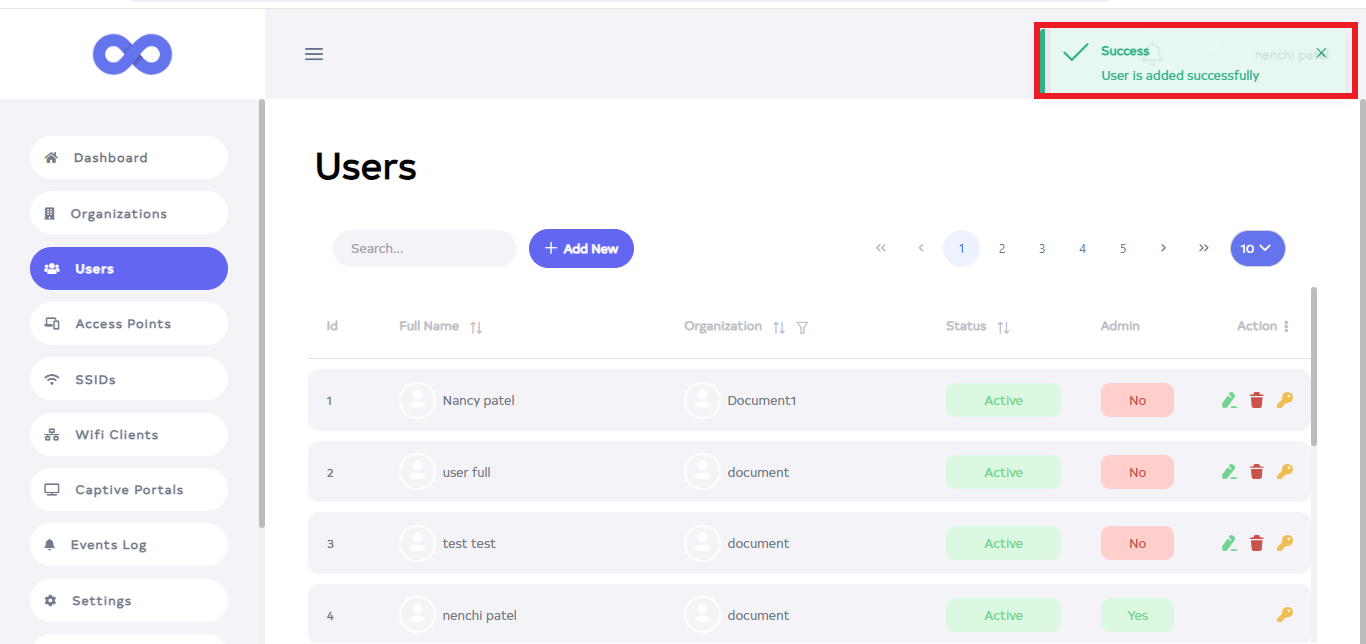 Success
nenchi patel
User is added successfully
Dashboard
Organizations
Users
Access Points
SSIDs
Wifi Clients
Captive Portals
Events Log
Settings
Users
Search...
+ Add New
« < 1 2 3 4 5 > » 10
Id Full Name Organization Status Admin Action
1 Nancy patel Document1 Active No
2 user full document Active No
3 test test document Active No
4 nenchi patel document Active Yes